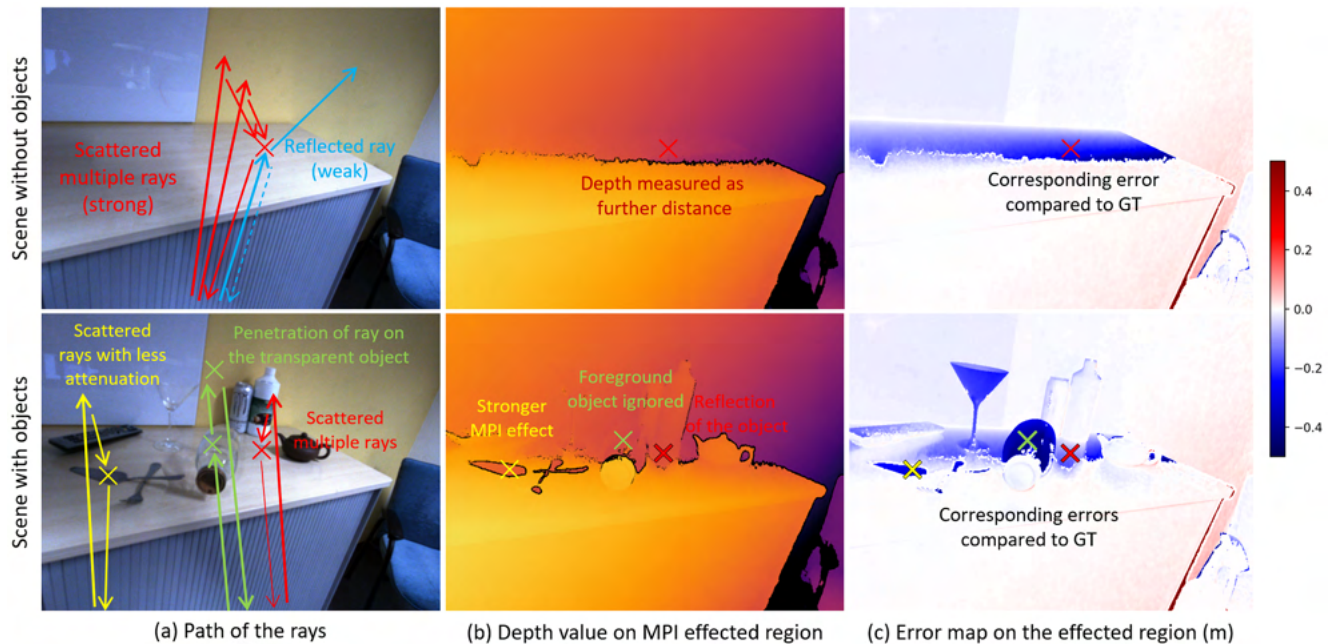 Scene without objects
Scattered
multiple rays
(strong)
Reflected ray
(weak)
Depth measured as
further distance
Corresponding error
compared to GT
0.4
0.2
0.0
−0.2
−0.4
Scene with objects
Scattered
rays with less
attenuation
Penetration of ray on
the transparent object
Scattered
multiple rays
Stronger
MPI effect
Foreground
object ignored
Reflection
of the object
Corresponding errors
compared to GT
(a) Path of the rays
(b) Depth value on MPI effected region
(c) Error map on the effected region (m)